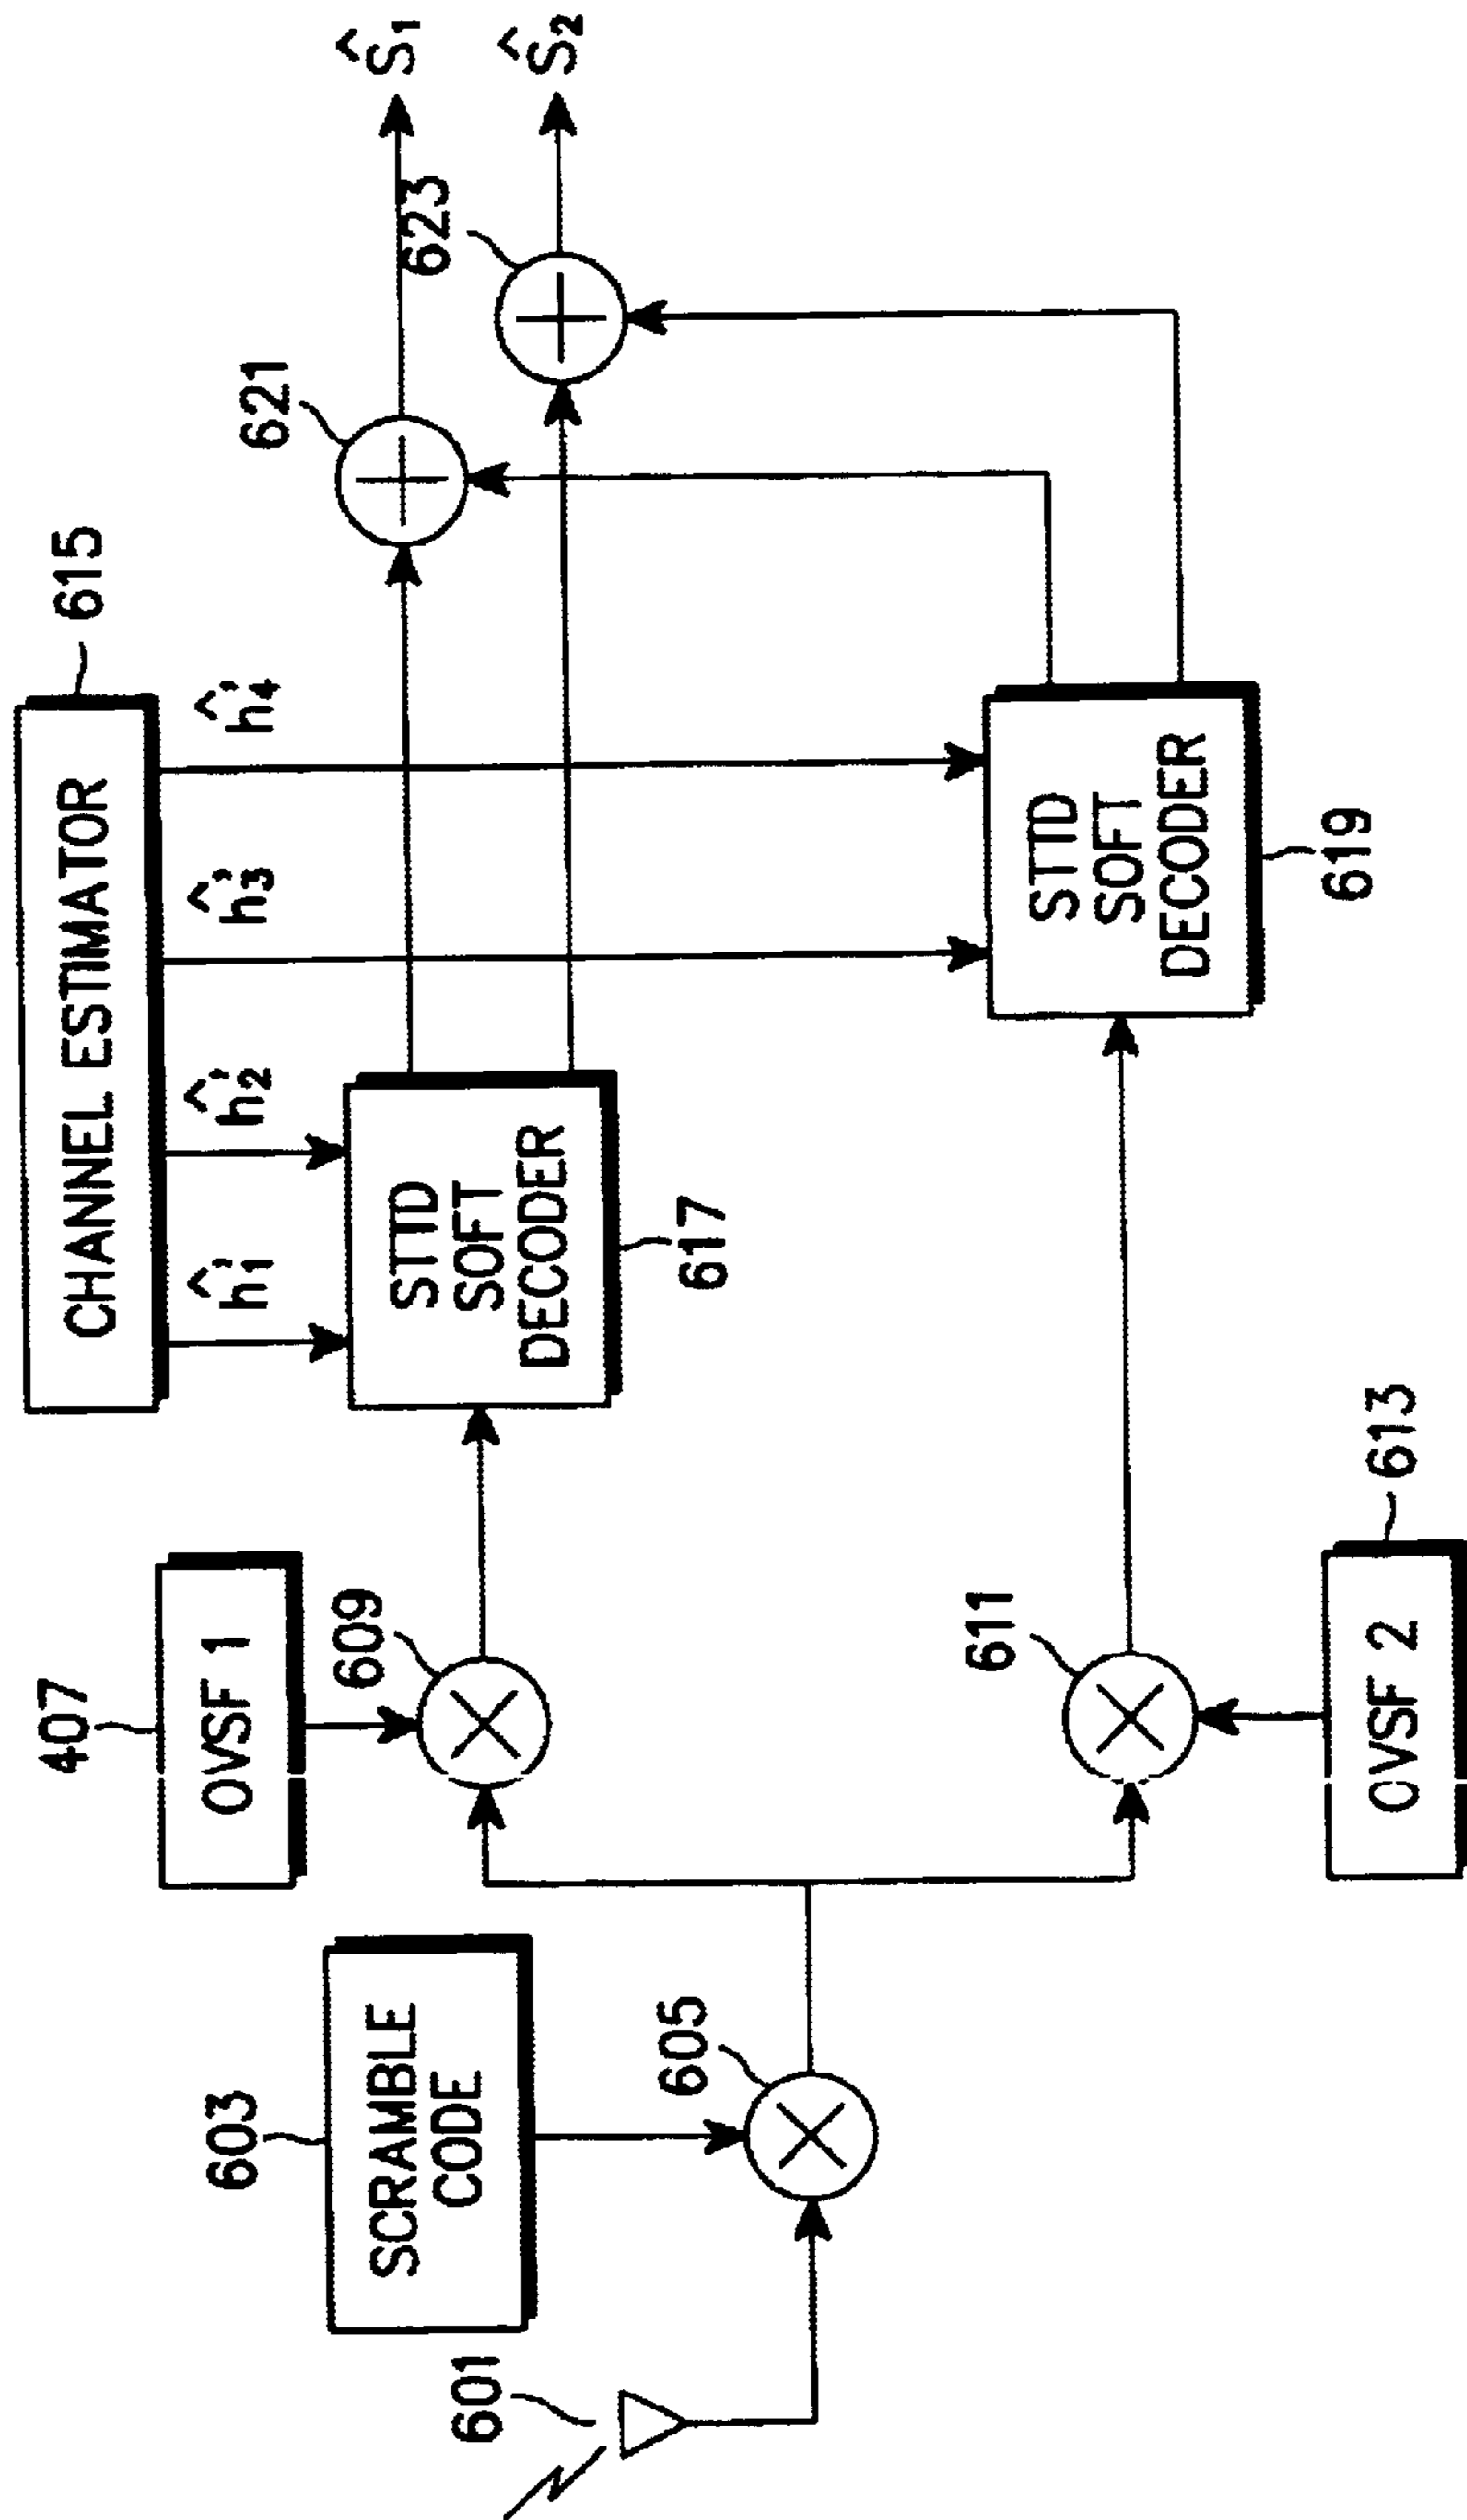 601
603
SCRAMBLE
CODE
605
407
OVSF 1
609
611
OVSF 2
613
CHANNEL ESTIMATOR
615
ĥ'1
ĥ'2
ĥ'3
ĥ'4
STTD
SOFT
DECODER
617
STTD
SOFT
DECODER
619
621
623
Ŝ1
Ŝ2